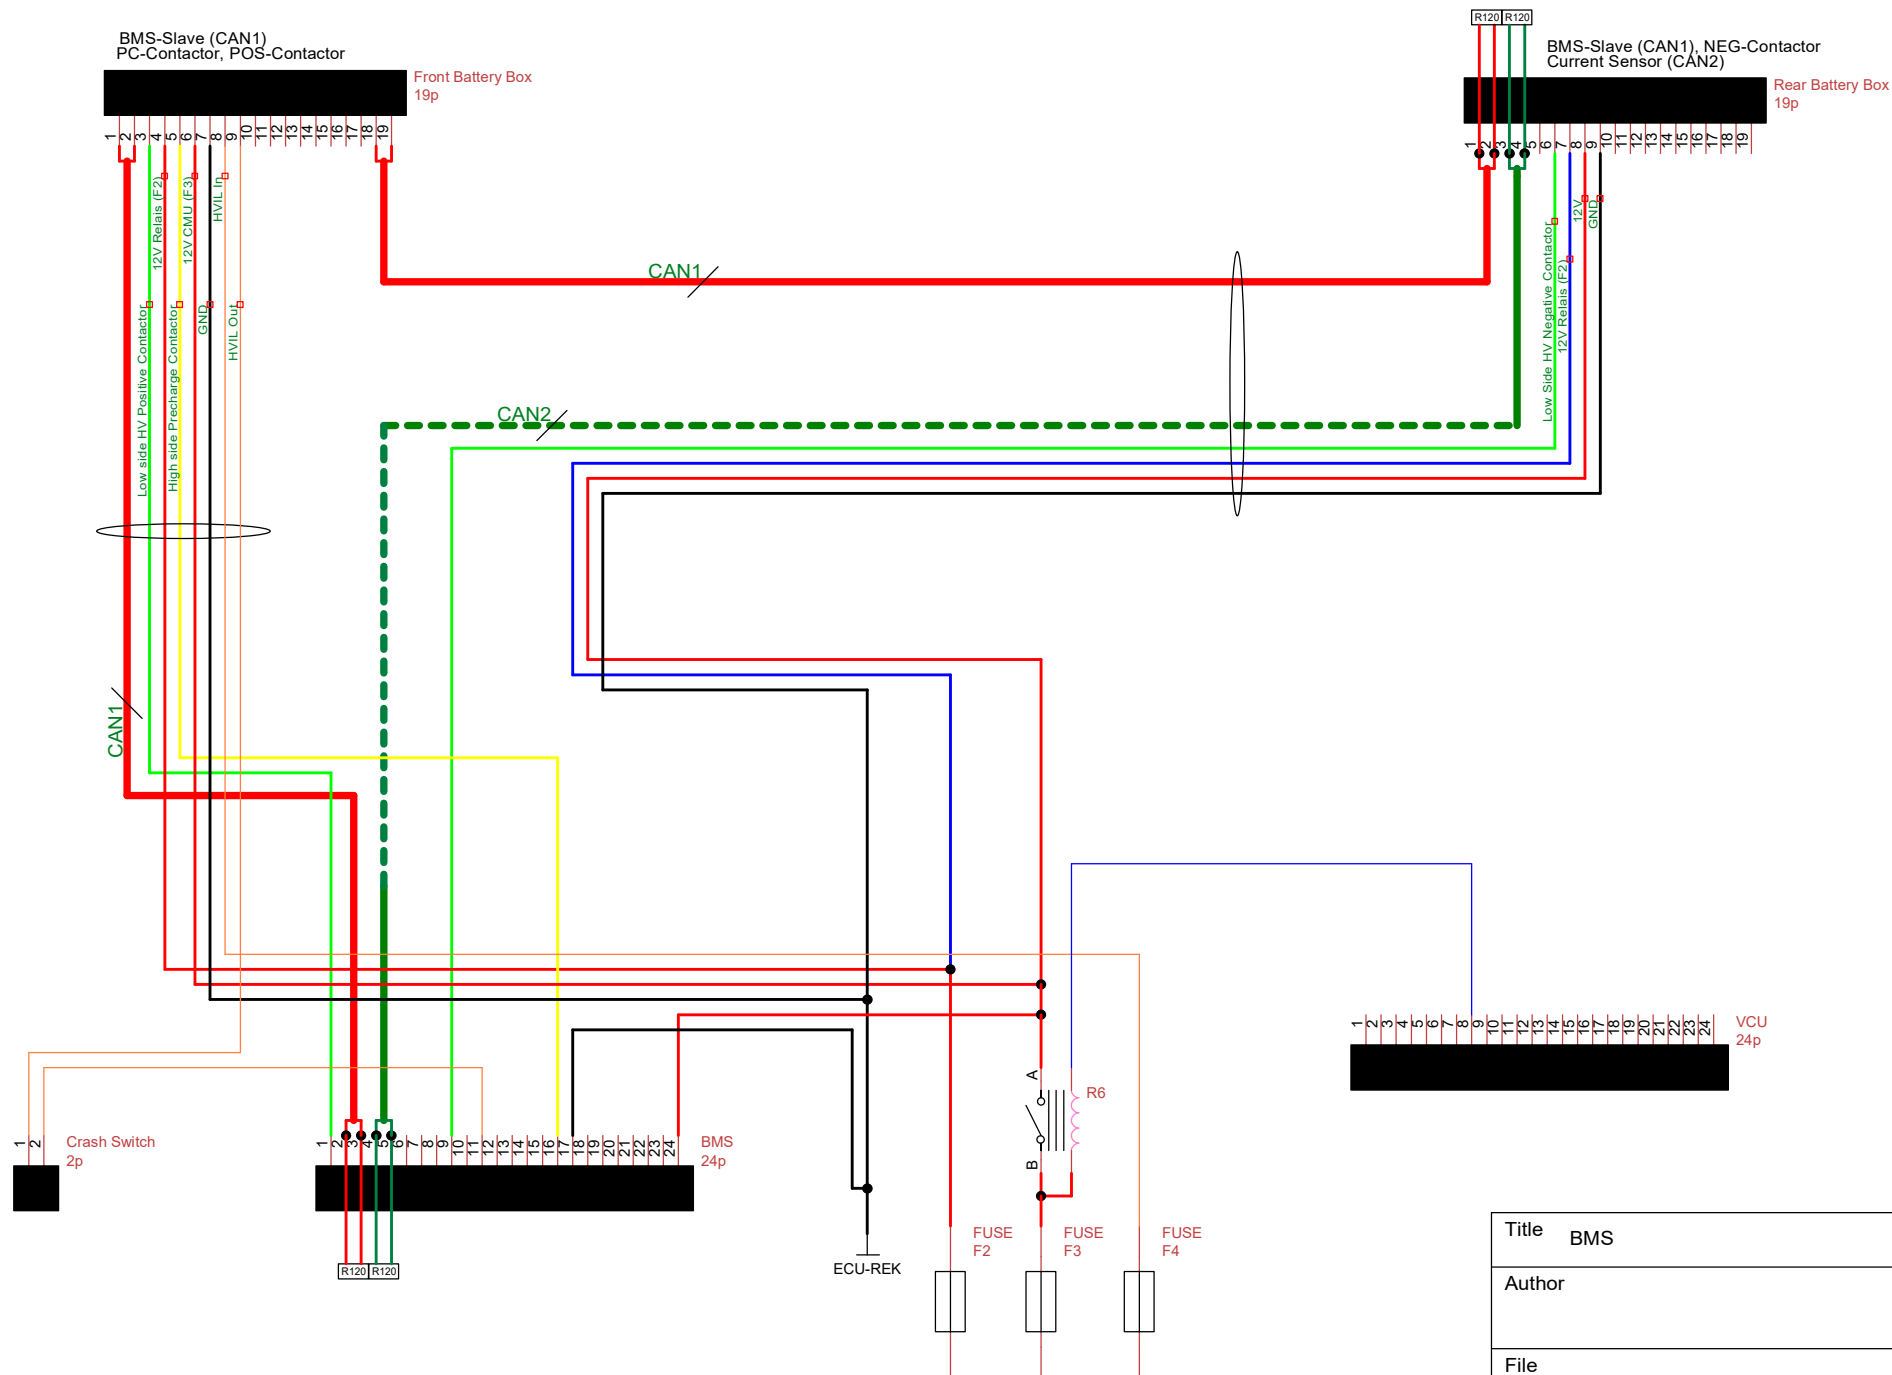 R120 R120
BMS-Slave (CAN1)
PC-Contactor, POS-Contactor
Front Battery Box
19p
1 2 3 4 5 6 7 8 9 10 11 12 13 14 15 16 17 18 19
BMS-Slave (CAN1), NEG-Contactor
Current Sensor (CAN2)
Rear Battery Box
19p
1 2 3 4 5 6 7 8 9 10 11 12 13 14 15 16 17 18 19
Low side HV Positive Contactor
12V Relais (F2)
High side Precharge Contactor
12V CMU (F3)
GND
HVIL In
HVIL Out
Low Side HV Negative Contactor
12V Relais (F2)
12V
GND
CAN1
CAN2
CAN1
1 2 3 4 5 6 7 8 9 10 11 12 13 14 15 16 17 18 19 20 21 22 23 24
VCU
24p
A
R6
B
1 2
Crash Switch
2p
1 2 3 4 5 6 7 8 9 10 11 12 13 14 15 16 17 18 19 20 21 22 23 24
BMS
24p
R120 R120
ECU-REK
FUSE
F2
FUSE
F3
FUSE
F4
Title BMS
Author
File